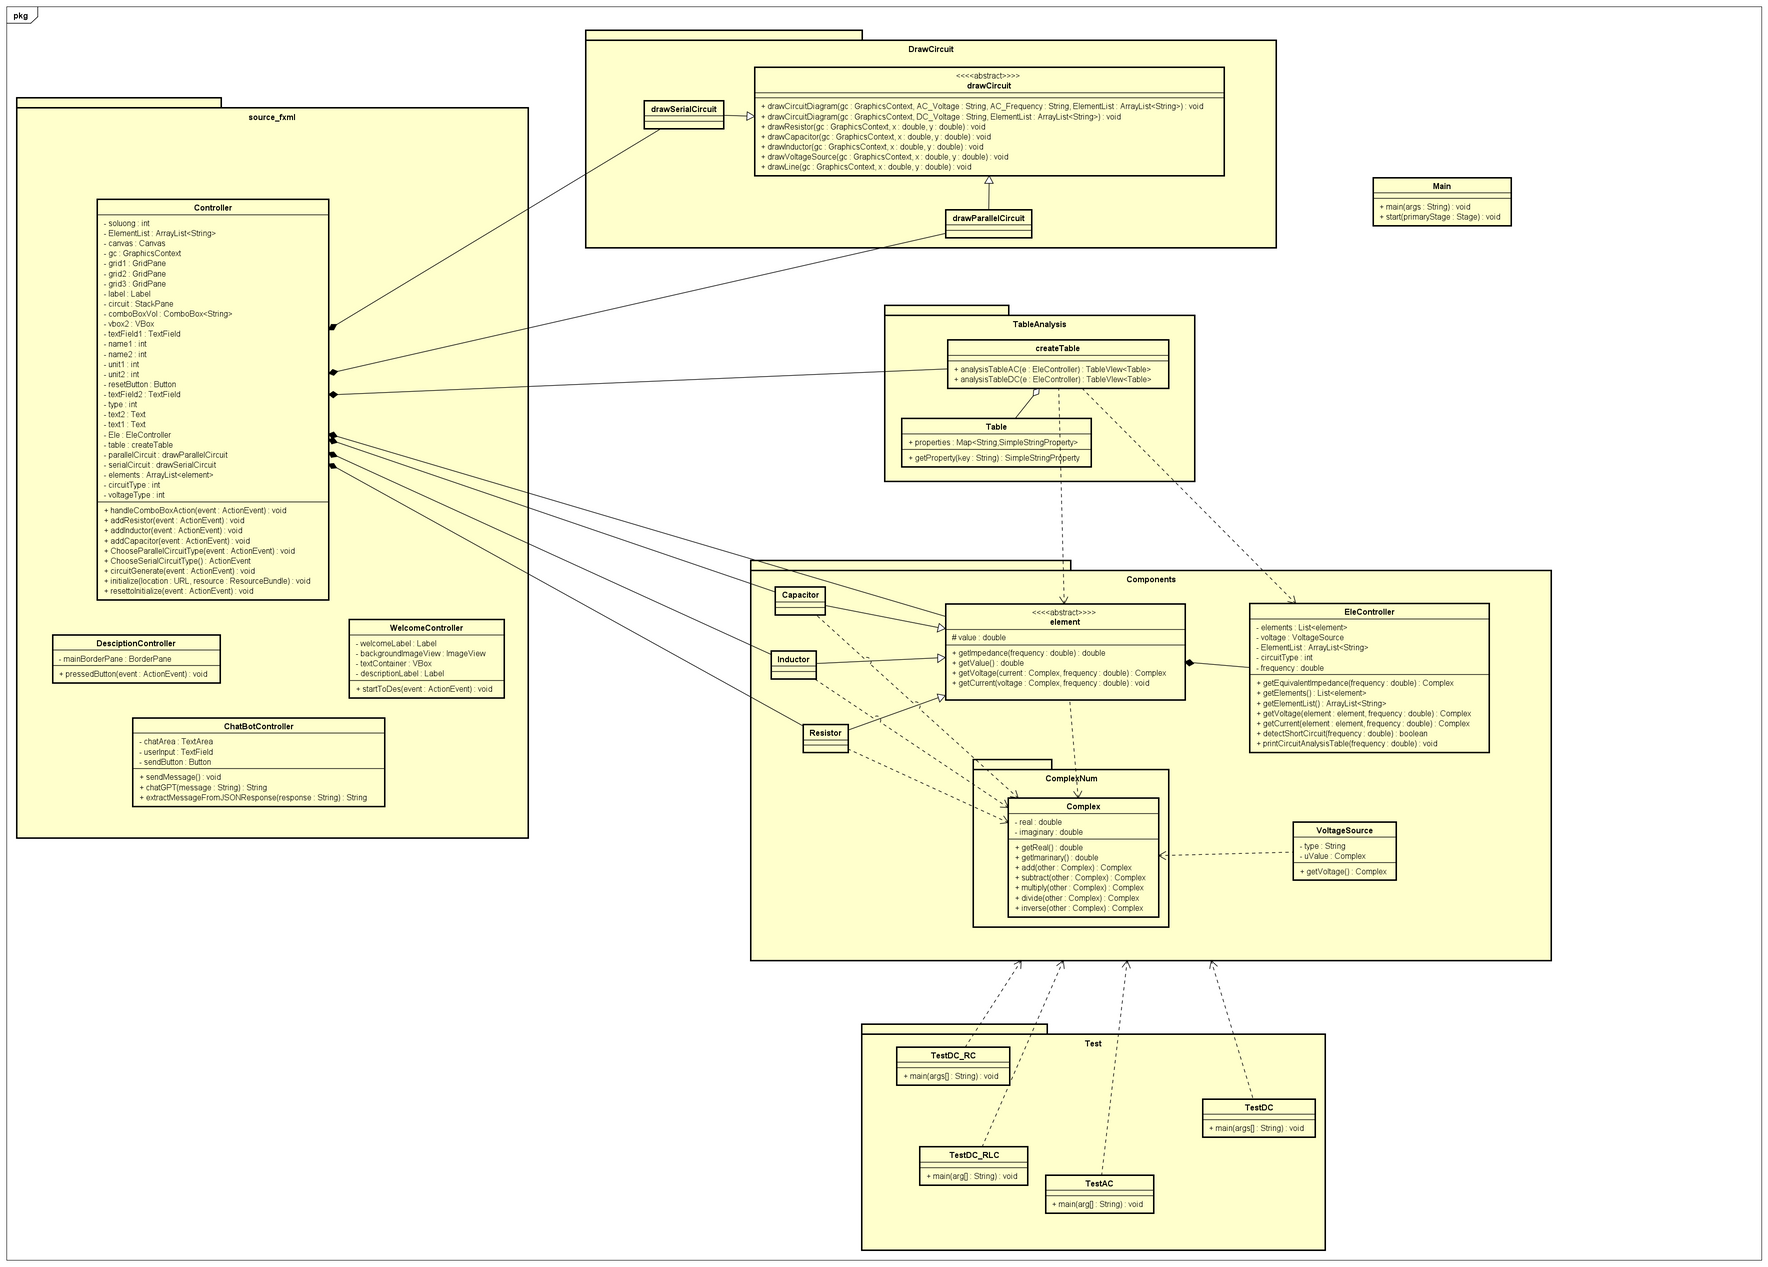 pkg
DrawCircuit
<<<<abstract>>>>
drawCircuit
+ drawCircuitDiagram(gc : GraphicsContext, AC_Voltage : String, AC_Frequency : String, ElementList : ArrayList<String>) : void
+ drawCircuitDiagram(gc : GraphicsContext, DC_Voltage : String, ElementList : ArrayList<String>) : void
+ drawResistor(gc : GraphicsContext, x : double, y : double) : void
+ drawCapacitor(gc : GraphicsContext, x : double, y : double) : void
+ drawInductor(gc : GraphicsContext, x : double, y : double) : void
+ drawVoltageSource(gc : GraphicsContext, x : double, y : double) : void
+ drawLine(gc : GraphicsContext, x : double, y : double) : void
drawSerialCircuit
drawParallelCircuit
source_fxml
Controller
- soluong : int
- ElementList : ArrayList<String>
- canvas : Canvas
- gc : GraphicsContext
- grid1 : GridPane
- grid2 : GridPane
- grid3 : GridPane
- label : Label
- circuit : StackPane
- comboBoxVol : ComboBox<String>
- vbox2 : VBox
- textField1 : TextField
- name1 : int
- name2 : int
- unit1 : int
- unit2 : int
- resetButton : Button
- textField2 : TextField
- type : int
- text2 : Text
- text1 : Text
- Ele : EleController
- table : createTable
- parallelCircuit : drawParallelCircuit
- serialCircuit : drawSerialCircuit
- elements : ArrayList<element>
- circuitType : int
- voltageType : int
+ handleComboBoxAction(event : ActionEvent) : void
+ addResistor(event : ActionEvent) : void
+ addInductor(event : ActionEvent) : void
+ addCapacitor(event : ActionEvent) : void
+ ChooseParallelCircuitType(event : ActionEvent) : void
+ ChooseSerialCircuitType() : ActionEvent
+ circuitGenerate(event : ActionEvent) : void
+ initialize(location : URL, resource : ResourceBundle) : void
+ resettoInitialize(event : ActionEvent) : void
DesciptionController
- mainBorderPane : BorderPane
+ pressedButton(event : ActionEvent) : void
WelcomeController
- welcomeLabel : Label
- backgroundImageView : ImageView
- textContainer : VBox
- descriptionLabel : Label
+ startToDes(event : ActionEvent) : void
ChatBotController
- chatArea : TextArea
- userInput : TextField
- sendButton : Button
+ sendMessage() : void
+ chatGPT(message : String) : String
+ extractMessageFromJSONResponse(response : String) : String
Main
+ main(args : String) : void
+ start(primaryStage : Stage) : void
TableAnalysis
createTable
+ analysisTableAC(e : EleController) : TableVIew<Table>
+ analysisTableDC(e : EleController) : TableVIew<Table>
Table
+ properties : Map<String,SimpleStringProperty>
+ getProperty(key : String) : SimpleStringProperty
Components
Capacitor
Inductor
Resistor
<<<<abstract>>>>
element
# value : double
+ getImpedance(frequency : double) : double
+ getValue() : double
+ getVoltage(current : Complex, frequency : double) : Complex
+ getCurrent(voltage : Complex, frequency : double) : void
EleController
- elements : List<element>
- voltage : VoltageSource
- ElementList : ArrayList<String>
- circuitType : int
- frequency : double
+ getEquivalentImpedance(frequency : double) : Complex
+ getElements() : List<element>
+ getElementList() : ArrayList<String>
+ getVoltage(element : element, frequency : double) : Complex
+ getCurrent(element : element, frequency : double) : Complex
+ detectShortCircuit(frequency : double) : boolean
+ printCircuitAnalysisTable(frequency : double) : void
ComplexNum
Complex
- real : double
- imaginary : double
+ getReal() : double
+ getImarinary() : double
+ add(other : Complex) : Complex
+ subtract(other : Complex) : Complex
+ multiply(other : Complex) : Complex
+ divide(other : Complex) : Complex
+ inverse(other : Complex) : Complex
VoltageSource
- type : String
- uValue : Complex
+ getVoltage() : Complex
Test
TestDC_RC
+ main(args[] : String) : void
TestDC
+ main(args[] : String) : void
TestDC_RLC
+ main(arg[] : String) : void
TestAC
+ main(arg[] : String) : void